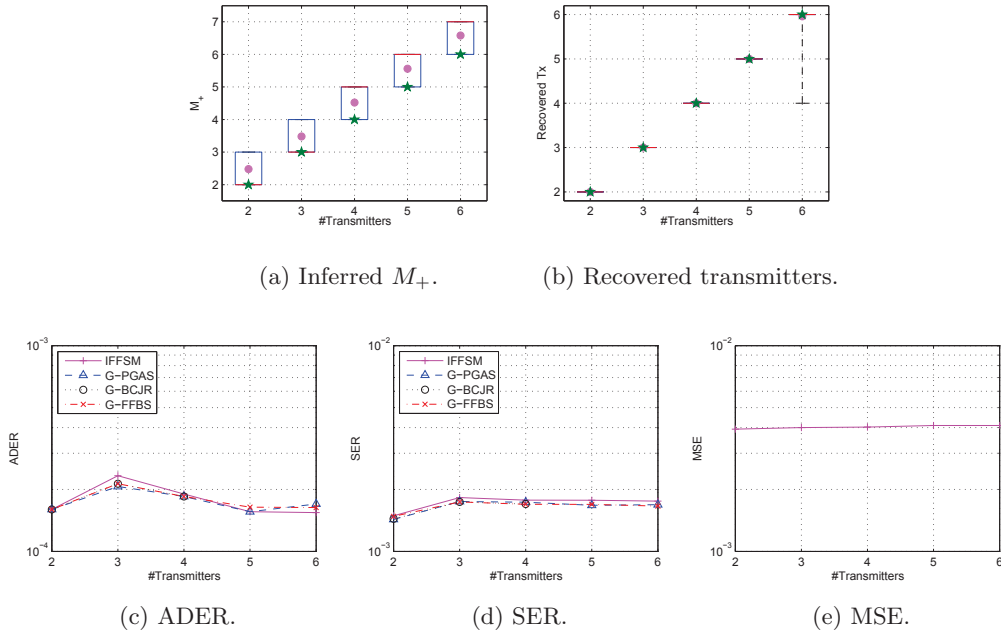 7
6
5
4
3
2
M₊
2 3 4 5 6
#Transmitters
(a) Inferred M₊.
6
5
4
3
2
Recovered Tx
2 3 4 5 6
#Transmitters
(b) Recovered transmitters.
10⁻³
10⁻⁴
ADER
IFFSM
G−PGAS
G−BCJR
G−FFBS
2 3 4 5 6
#Transmitters
(c) ADER.
10⁻²
10⁻³
SER
IFFSM
G−PGAS
G−BCJR
G−FFBS
2 3 4 5 6
#Transmitters
(d) SER.
10⁻²
10⁻³
MSE
2 3 4 5 6
#Transmitters
(e) MSE.